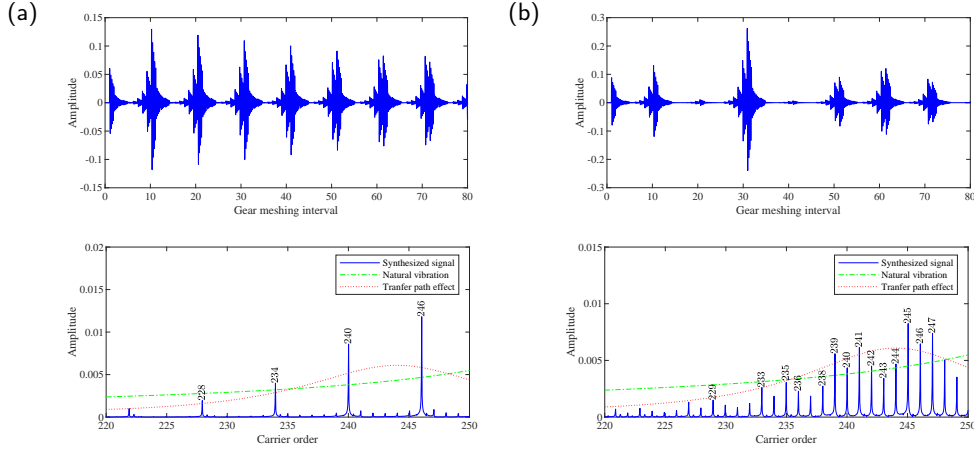 (a)
0.15
0.1
0.05
0
-0.05
-0.1
-0.15
Amplitude
0 10 20 30 40 50 60 70 80
Gear meshing interval
(b)
0.3
0.2
0.1
0
-0.1
-0.2
-0.3
Amplitude
0 10 20 30 40 50 60 70 80
Gear meshing interval
0.02
0.015
0.01
0.005
0
Amplitude
Synthesized signal
Natural vibration
Tranfer path effect
228
234
240
246
220 225 230 235 240 245 250
Carrier order
0.015
0.01
0.005
0
Amplitude
Synthesized signal
Natural vibration
Tranfer path effect
229
233
235
236
238
239
240
241
242
243
244
245
246
247
220 225 230 235 240 245 250
Carrier order